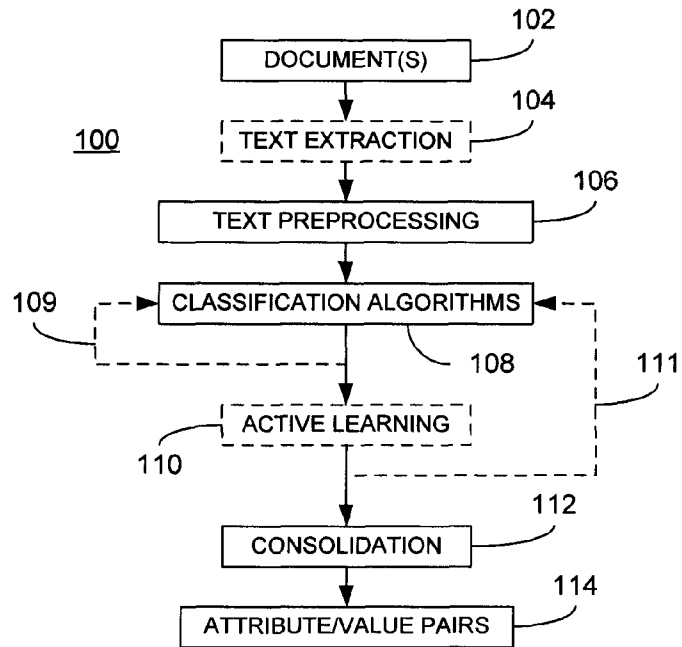 102
DOCUMENT(S)
104
100
TEXT EXTRACTION
106
TEXT PREPROCESSING
109
CLASSIFICATION ALGORITHMS
108
111
ACTIVE LEARNING
110
112
CONSOLIDATION
114
ATTRIBUTE/VALUE PAIRS